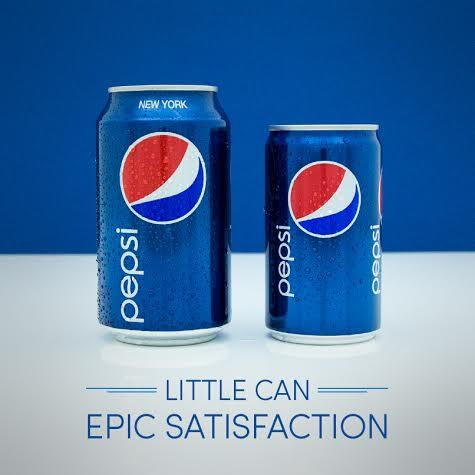 NEW YORK
pepsi
pepsi
pepsi
LITTLE CAN
EPIC SATISFACTION